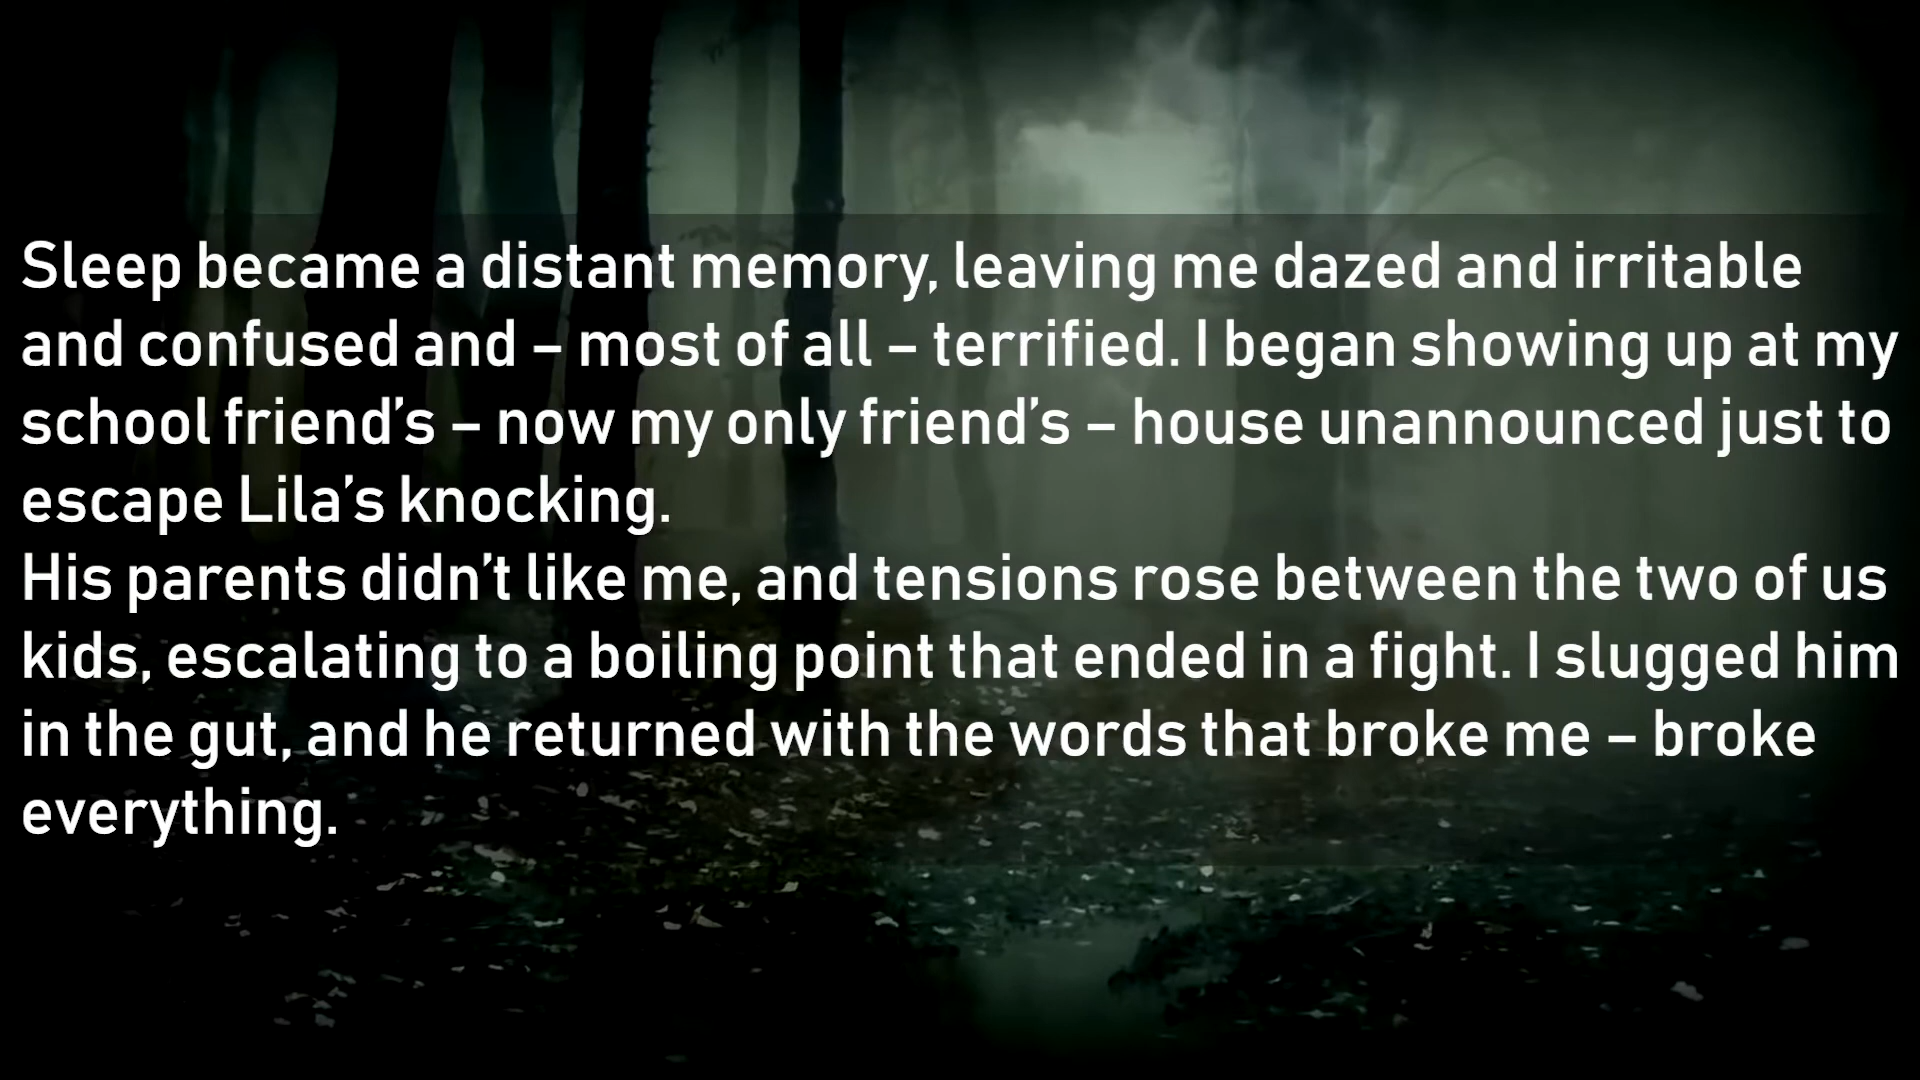 Sleep became a distant memory, leaving me dazed and irritable
and confused and – most of all – terrified. I began showing up at my
school friend’s – now my only friend’s – house unannounced just to
escape Lila’s knocking.
His parents didn’t like me, and tensions rose between the two of us
kids, escalating to a boiling point that ended in a fight. I slugged him
in the gut, and he returned with the words that broke me – broke
everything.